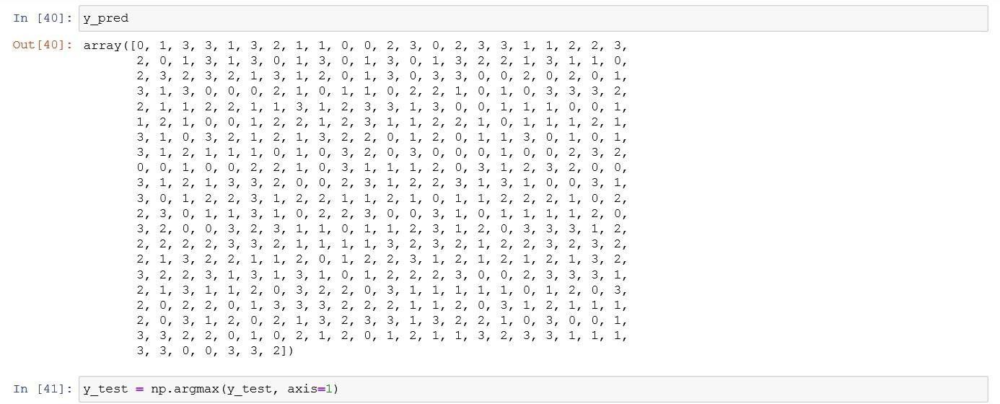 In [40]: y_pred
Out[40]: array([0, 1, 3, 3, 1, 3, 2, 1, 1, 0, 0, 2, 3, 0, 2, 3, 3, 1, 1, 2, 2, 3,
2, 0, 1, 3, 1, 3, 0, 1, 3, 0, 1, 3, 0, 1, 3, 2, 2, 1, 3, 1, 1, 0,
2, 3, 2, 3, 2, 1, 3, 1, 2, 0, 1, 3, 0, 3, 3, 0, 0, 2, 0, 2, 0, 1,
3, 1, 3, 0, 0, 0, 2, 1, 0, 1, 1, 0, 2, 2, 1, 0, 1, 0, 3, 3, 3, 2,
2, 1, 1, 2, 2, 1, 1, 3, 1, 2, 3, 3, 1, 3, 0, 0, 1, 1, 1, 0, 0, 1,
1, 2, 1, 0, 0, 1, 2, 2, 1, 2, 3, 1, 1, 2, 2, 1, 0, 1, 1, 1, 2, 1,
3, 1, 0, 3, 2, 1, 2, 1, 3, 2, 2, 0, 1, 2, 0, 1, 1, 3, 0, 1, 0, 1,
3, 1, 2, 1, 1, 1, 0, 1, 0, 3, 2, 0, 3, 0, 0, 0, 1, 0, 0, 2, 3, 2,
0, 0, 1, 0, 0, 2, 2, 1, 0, 3, 1, 1, 1, 2, 0, 3, 1, 2, 3, 2, 0, 0,
3, 1, 2, 1, 3, 3, 2, 0, 0, 2, 3, 1, 2, 2, 3, 1, 3, 1, 0, 0, 3, 1,
3, 0, 1, 2, 2, 3, 1, 2, 2, 1, 1, 2, 1, 0, 1, 1, 2, 2, 2, 1, 0, 2,
2, 3, 0, 1, 1, 3, 1, 0, 2, 2, 3, 0, 0, 3, 1, 0, 1, 1, 1, 1, 2, 0,
3, 2, 0, 0, 3, 2, 3, 1, 1, 0, 1, 1, 2, 3, 1, 2, 0, 3, 3, 3, 1, 2,
2, 2, 2, 2, 3, 3, 2, 1, 1, 1, 1, 3, 2, 3, 2, 1, 2, 2, 3, 2, 3, 2,
2, 1, 3, 2, 2, 1, 1, 2, 0, 1, 2, 2, 3, 1, 2, 1, 2, 1, 2, 1, 3, 2,
3, 2, 2, 3, 1, 3, 1, 3, 1, 0, 1, 2, 2, 2, 3, 0, 0, 2, 3, 3, 3, 1,
2, 1, 3, 1, 1, 2, 0, 3, 2, 2, 0, 3, 1, 1, 1, 1, 1, 0, 1, 2, 0, 3,
2, 0, 2, 2, 0, 1, 3, 3, 3, 2, 2, 2, 1, 1, 2, 0, 3, 1, 2, 1, 1, 1,
2, 0, 3, 1, 2, 0, 2, 1, 3, 2, 3, 3, 1, 3, 2, 2, 1, 0, 3, 0, 0, 1,
3, 3, 2, 2, 0, 1, 0, 2, 1, 2, 0, 1, 2, 1, 1, 3, 2, 3, 3, 1, 1, 1,
3, 3, 0, 0, 3, 3, 2])
In [41]: y_test = np.argmax(y_test, axis=1)